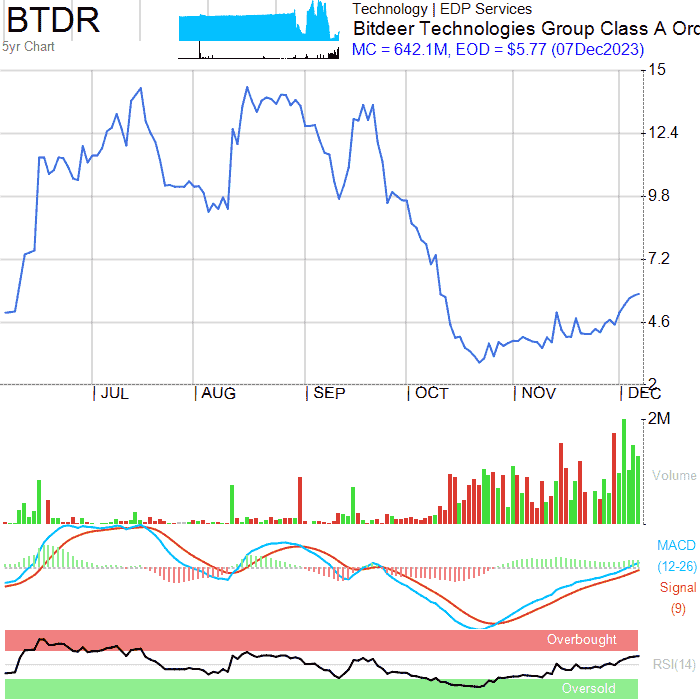 BTDR
5yr Chart
Technology | EDP Services
Bitdeer Technologies Group Class A Ord
MC = 642.1M, EOD = $5.77 (07Dec2023)
15
12.4
9.8
7.2
4.6
2
JUL AUG SEP OCT NOV DEC
2M
Volume
MACD
(12-26)
Signal
(9)
Overbought
RSI(14)
Oversold